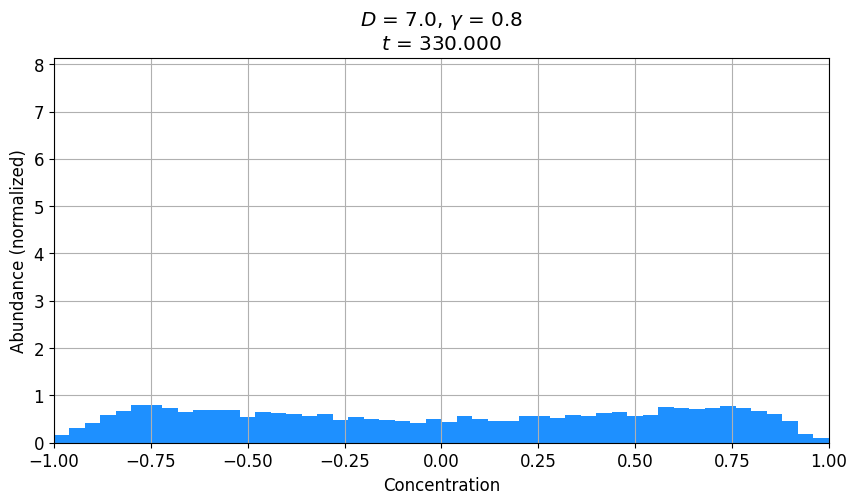 D = 7.0, γ = 0.8
t = 330.000
Abundance (normalized)
8
7
6
5
4
3
2
1
0
−1.00 −0.75 −0.50 −0.25 0.00 0.25 0.50 0.75 1.00
Concentration